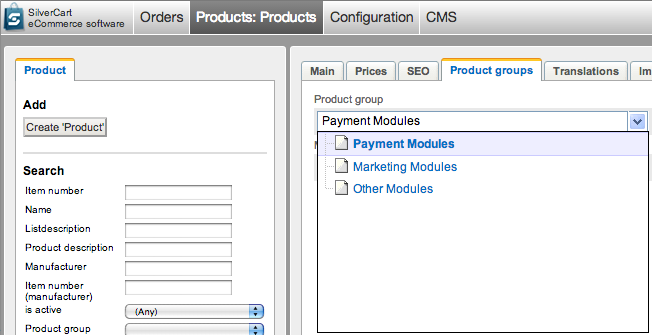 SilverCart
eCommerce software
Orders
Products: Products
Configuration
CMS
Product
Add
Create 'Product'
Search
Item number
Name
Listdescription
Product description
Manufacturer
Item number
(manufacturer)
is active
(Any)
Product group
Main
Prices
SEO
Product groups
Translations
Product group
Payment Modules
Payment Modules
Marketing Modules
Other Modules